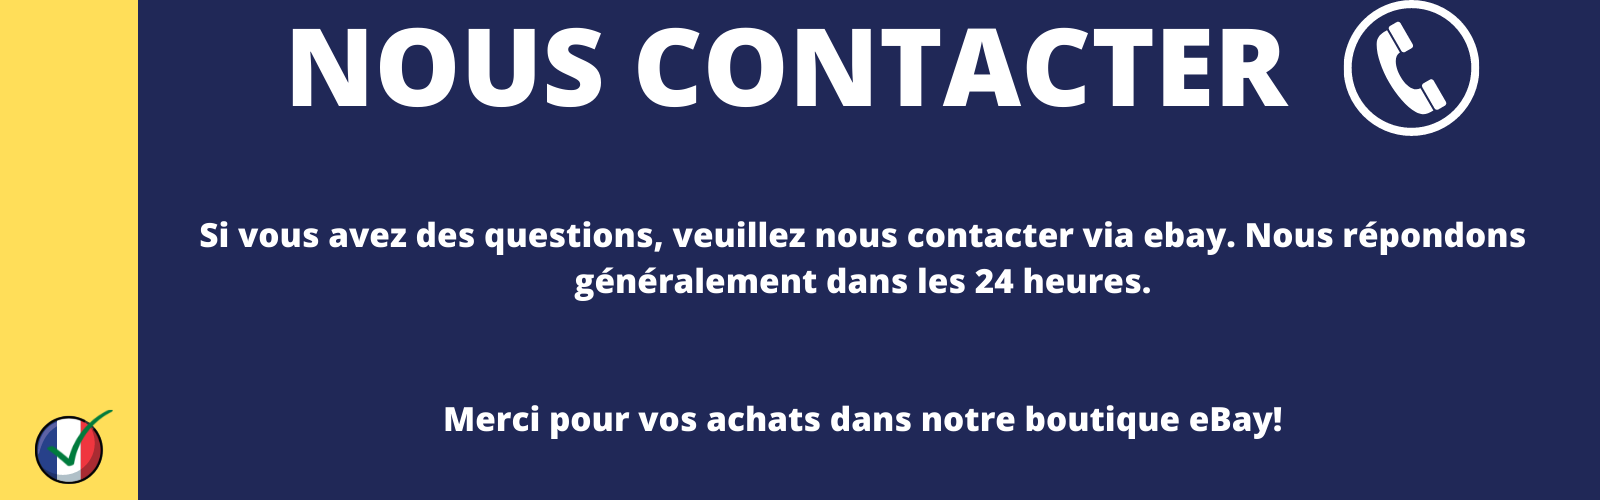 NOUS CONTACTER
Si vous avez des questions, veuillez nous contacter via ebay. Nous répondons
généralement dans les 24 heures.
Merci pour vos achats dans notre boutique eBay!